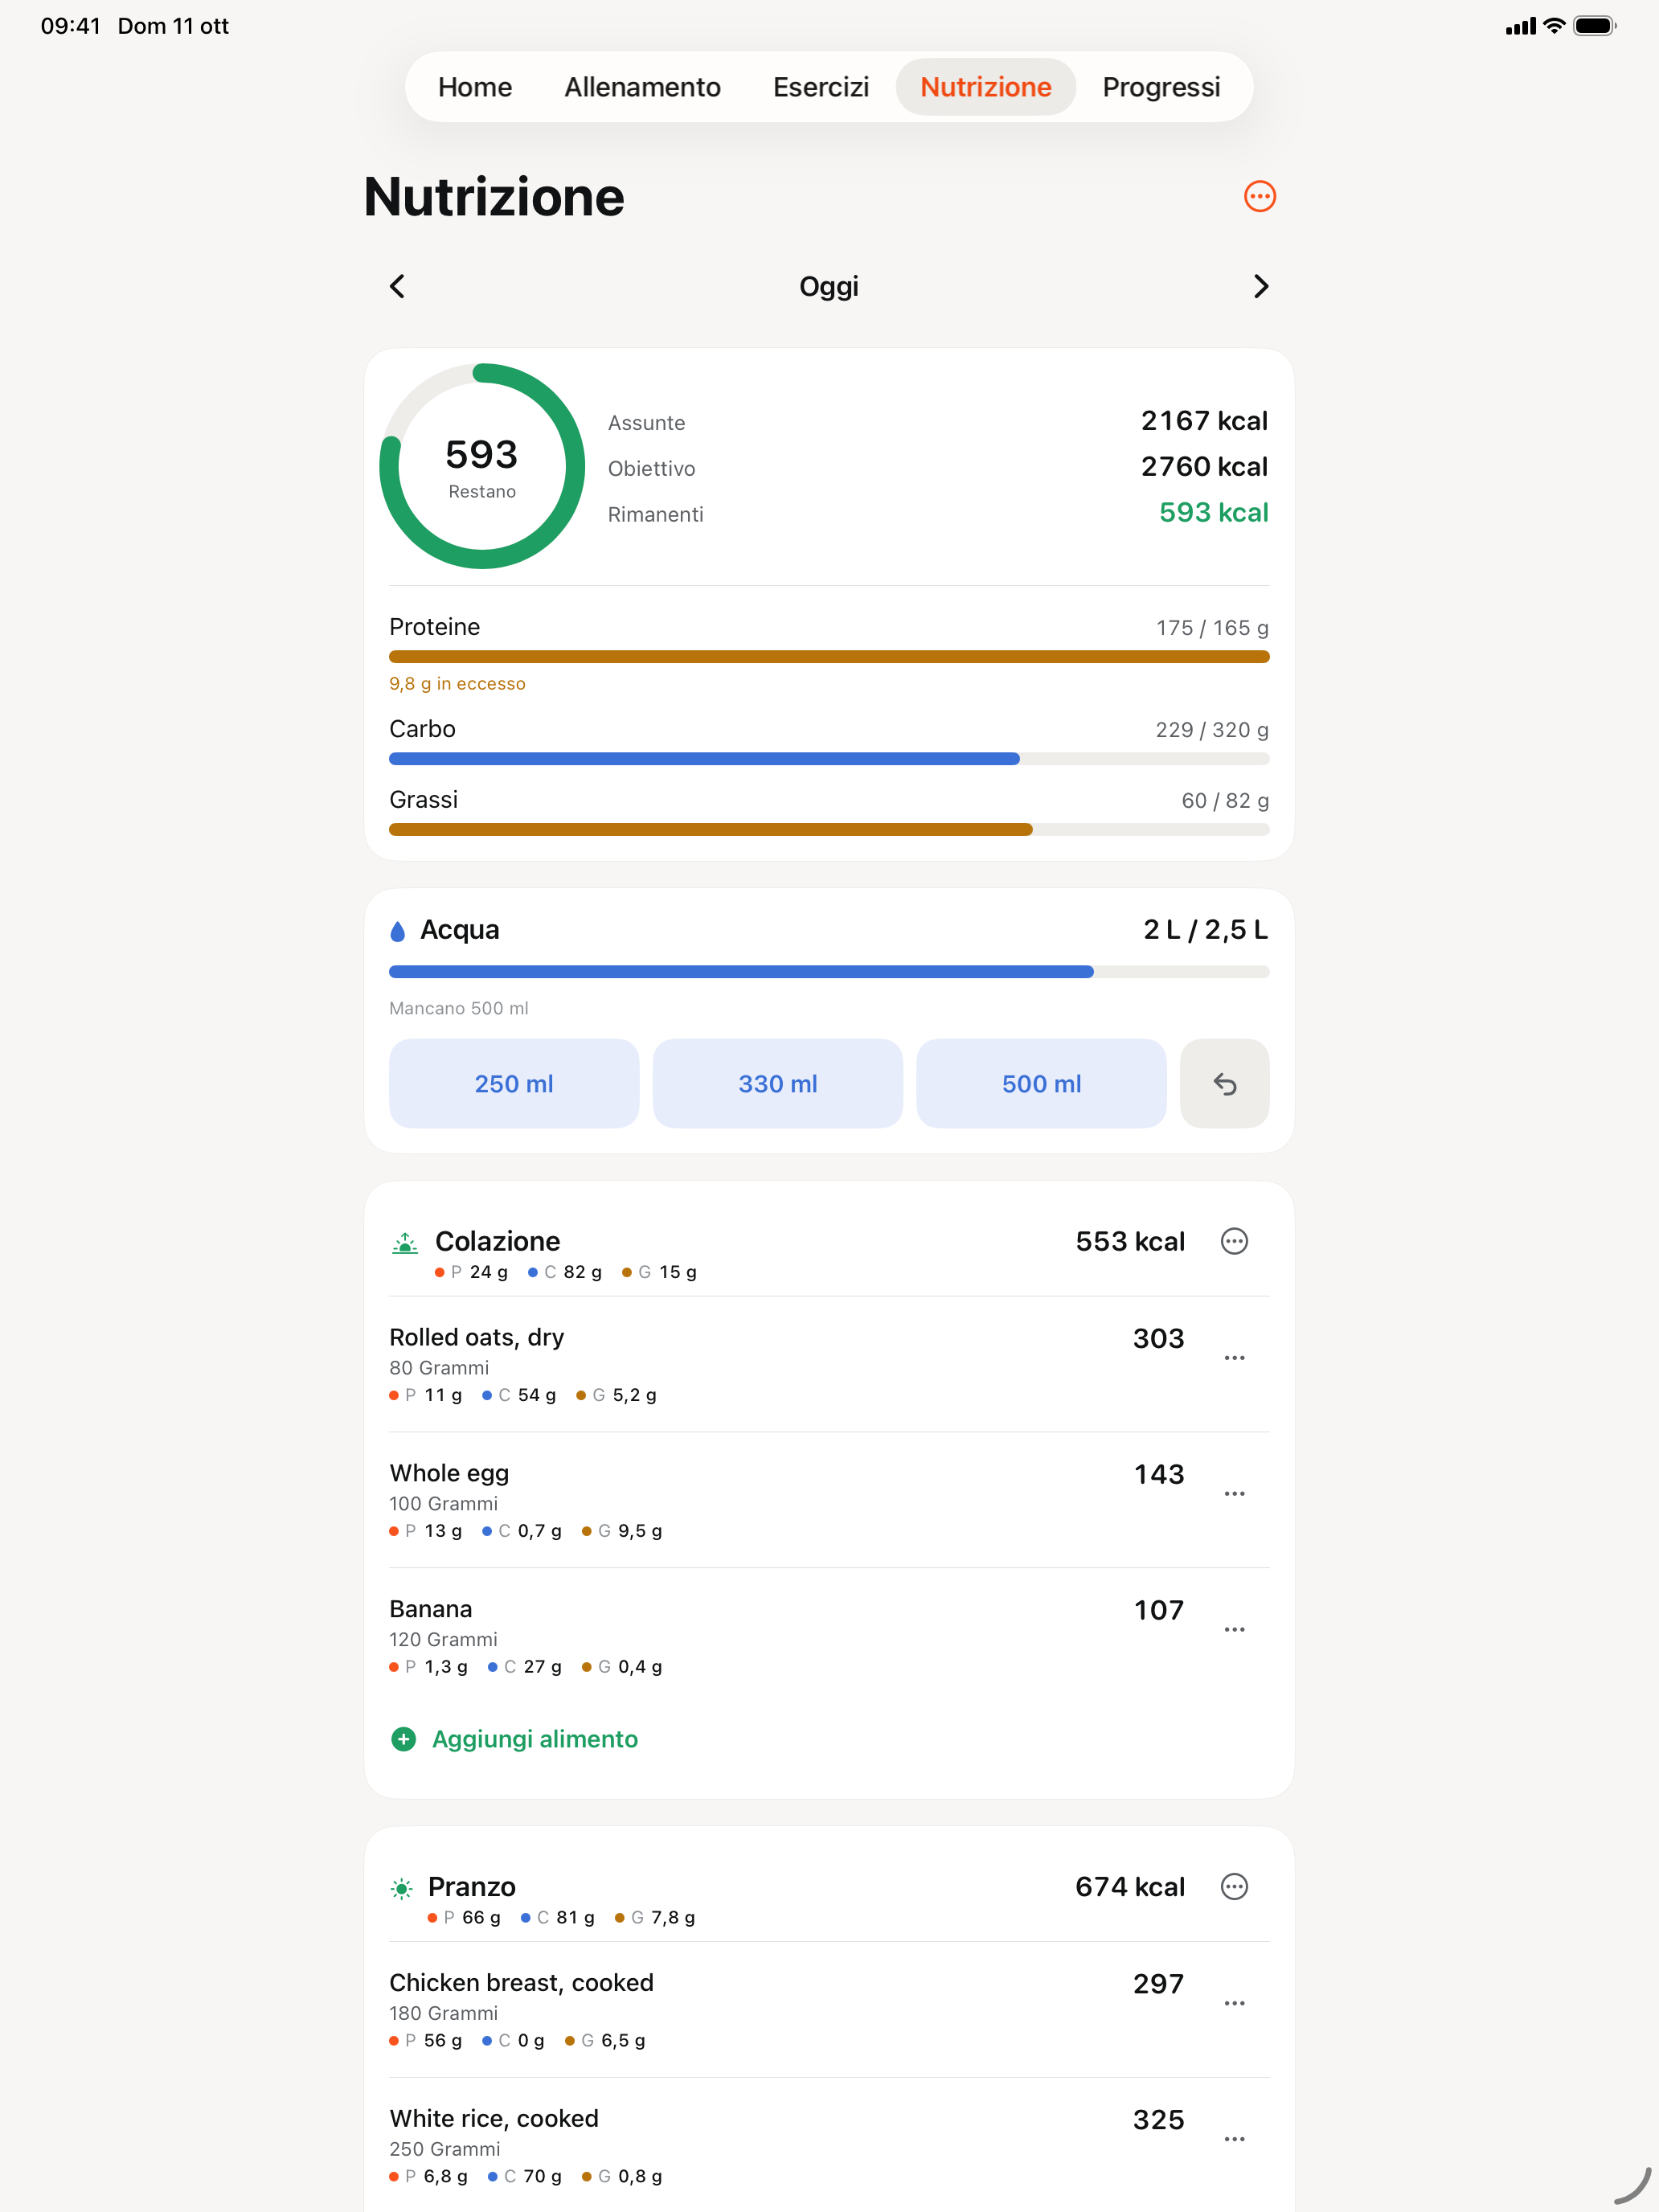 09:41 Dom 11 ott
Home Allenamento Esercizi Nutrizione Progressi
Nutrizione
Oggi
593
Restano
Assunte 2167 kcal
Obiettivo 2760 kcal
Rimanenti 593 kcal
Proteine 175 / 165 g
9,8 g in eccesso
Carbo 229 / 320 g
Grassi 60 / 82 g
Acqua 2 L / 2,5 L
Mancano 500 ml
250 ml 330 ml 500 ml
Colazione 553 kcal
P 24 g C 82 g G 15 g
Rolled oats, dry 303
80 Grammi
P 11 g C 54 g G 5,2 g
Whole egg 143
100 Grammi
P 13 g C 0,7 g G 9,5 g
Banana 107
120 Grammi
P 1,3 g C 27 g G 0,4 g
Aggiungi alimento
Pranzo 674 kcal
P 66 g C 81 g G 7,8 g
Chicken breast, cooked 297
180 Grammi
P 56 g C 0 g G 6,5 g
White rice, cooked 325
250 Grammi
P 6,8 g C 70 g G 0,8 g